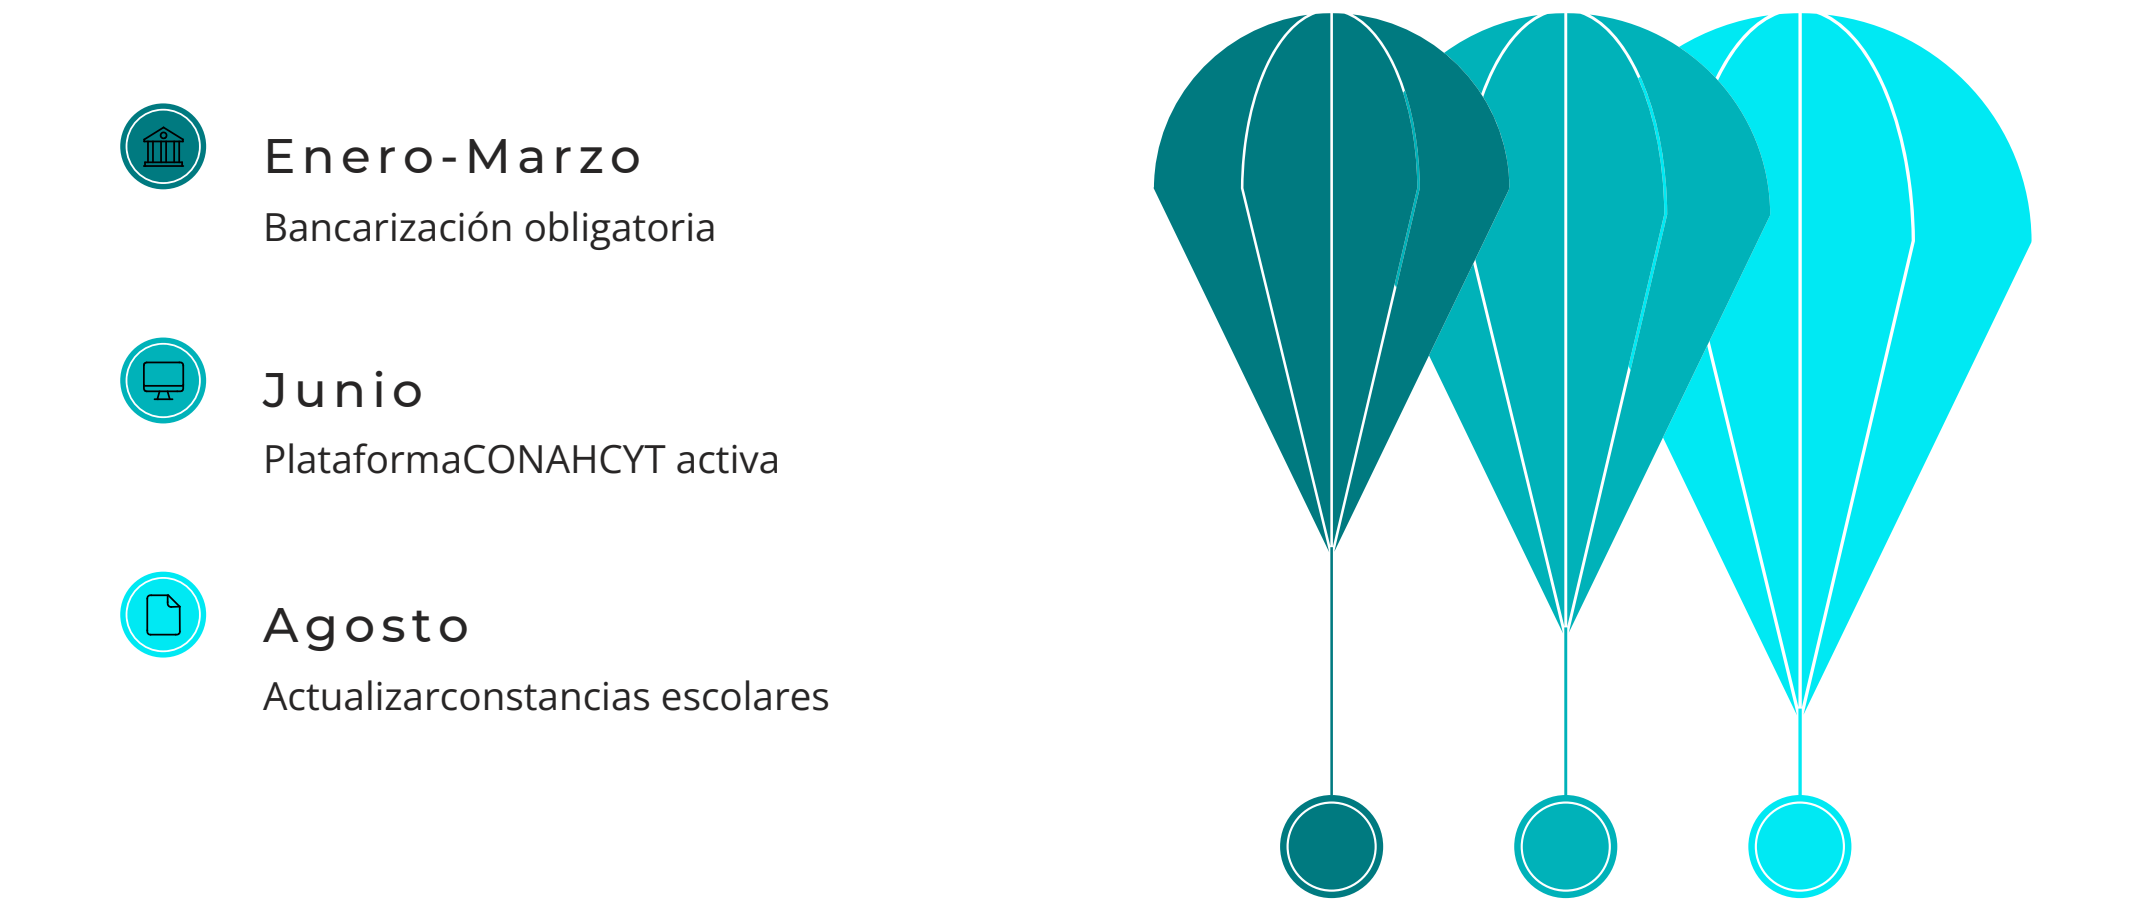 Enero-Marzo
Bancarización obligatoria
Junio
PlataformaCONAHCYT activa
Agosto
Actualizarconstancias escolares